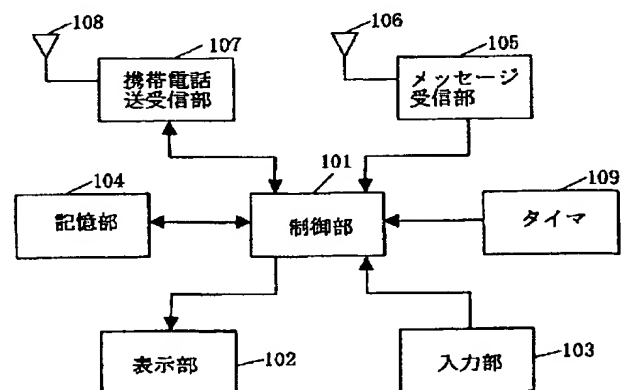 108
107
携帯電話
送受信部
106
105
メッセージ
受信部
101
制御部
104
記憶部
109
タイマ
表示部
102
入力部
103